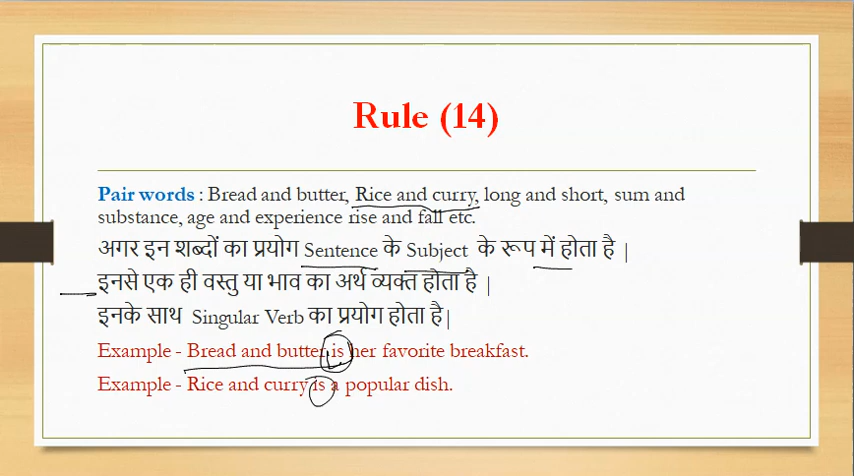 Rule (14)
Pair words : Bread and butter, Rice and curry, long and short, sum and
substance, age and experience rise and fall etc.
अगर इन शब्दों का प्रयोग Sentence के Subject के रूप में होता है |
इनसे एक ही वस्तु या भाव का अर्थ व्यक्त होता है |
इनके साथ Singular Verb का प्रयोग होता है|
Example - Bread and butter is her favorite breakfast.
Example - Rice and curry is a popular dish.